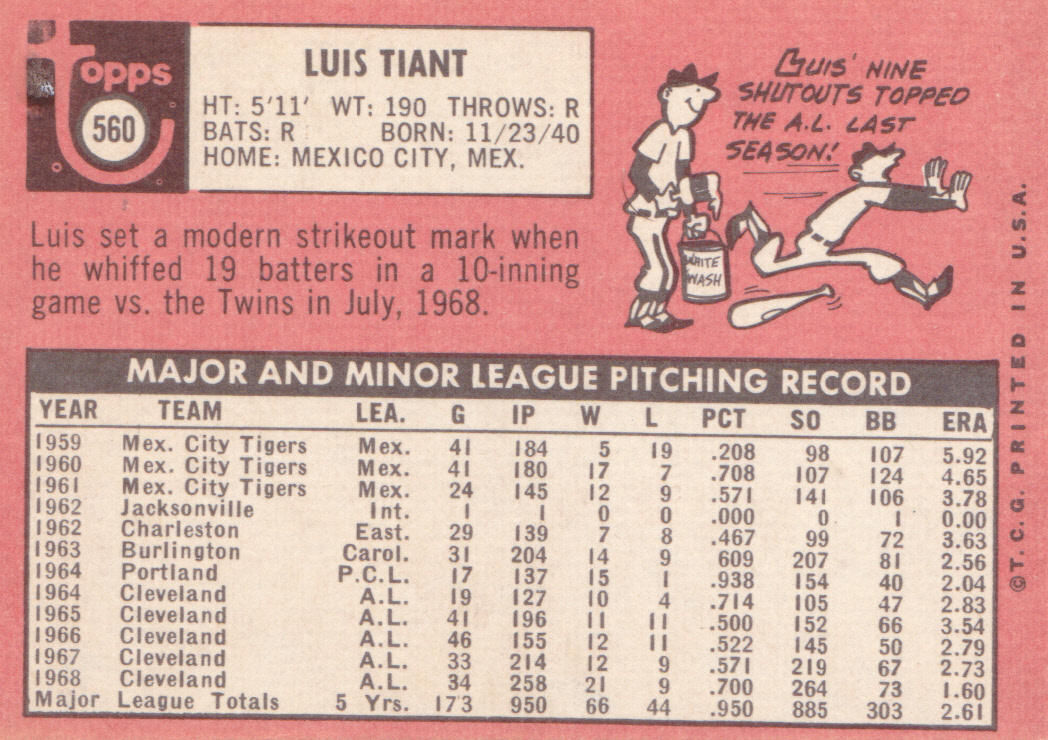 topps
560
LUIS TIANT
HT: 5'11' WT: 190 THROWS: R
BATS: R BORN: 11/23/40
HOME: MEXICO CITY, MEX.
LUIS' NINE
SHUTOUTS TOPPED
THE A.L. LAST
SEASON!
WHITE
WASH
Luis set a modern strikeout mark when
he whiffed 19 batters in a 10-inning
game vs. the Twins in July, 1968.
MAJOR AND MINOR LEAGUE PITCHING RECORD
YEAR TEAM LEA. G IP W L PCT SO BB ERA
1959 Mex. City Tigers Mex. 41 184 5 19 .208 98 107 5.92
1960 Mex. City Tigers Mex. 41 180 17 7 .708 107 124 4.65
1961 Mex. City Tigers Mex. 24 145 12 9 .571 141 106 3.78
1962 Jacksonville Int. 1 1 0 0 .000 0 1 0.00
1962 Charleston East. 29 139 7 8 .467 99 72 3.63
1963 Burlington Carol. 31 204 14 9 609 207 81 2.56
1964 Portland P.C.L. 17 137 15 1 .938 154 40 2.04
1964 Cleveland A.L. 19 127 10 4 .714 105 47 2.83
1965 Cleveland A.L. 41 196 11 11 .500 152 66 3.54
1966 Cleveland A.L. 46 155 12 11 .522 145 50 2.79
1967 Cleveland A.L. 33 214 12 9 .571 219 67 2.73
1968 Cleveland A.L. 34 258 21 9 .700 264 73 1.60
Major League Totals 5 Yrs. 173 950 66 44 .950 885 303 2.61
©T.C.G. PRINTED IN U.S.A.